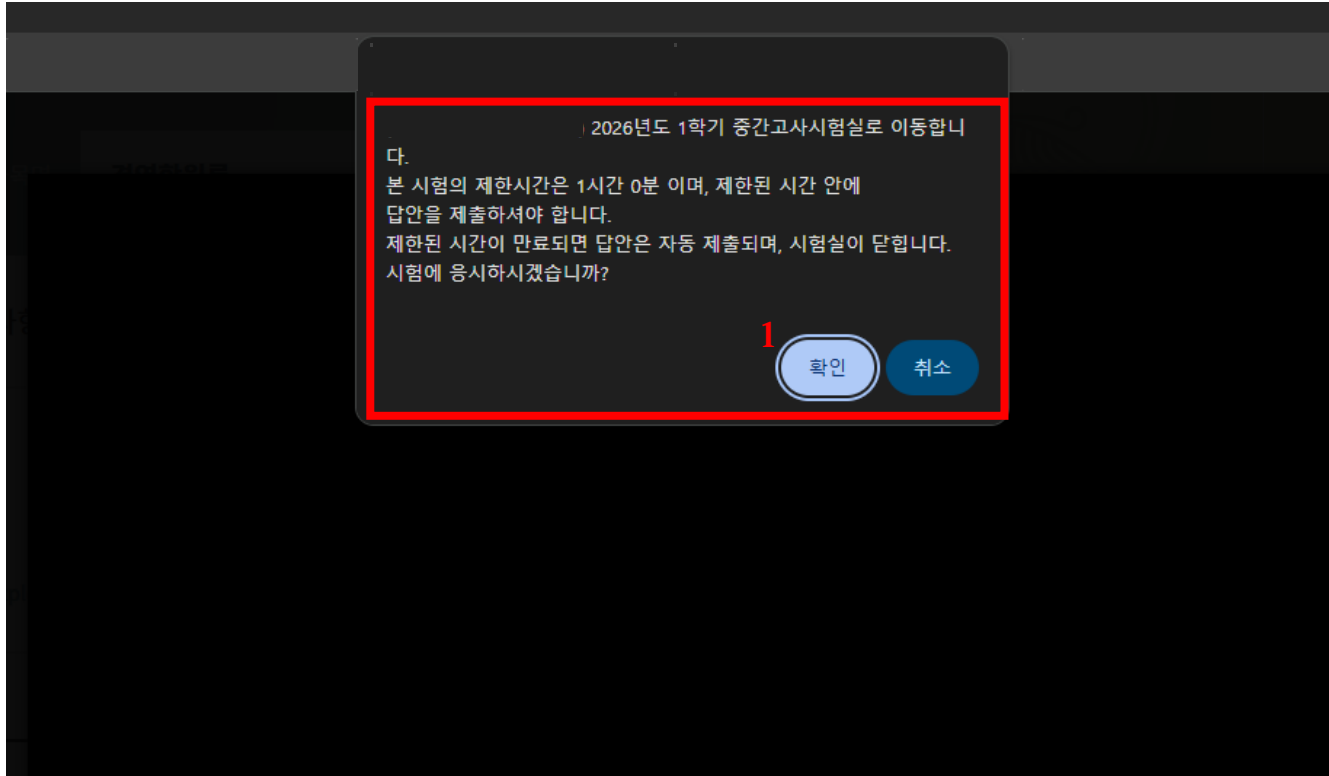 ) 2026년도 1학기 중간고사시험실로 이동합니
다.
본 시험의 제한시간은 1시간 0분 이며, 제한된 시간 안에
답안을 제출하셔야 합니다.
제한된 시간이 만료되면 답안은 자동 제출되며, 시험실이 닫힙니다.
시험에 응시하시겠습니까?
1
확인 취소